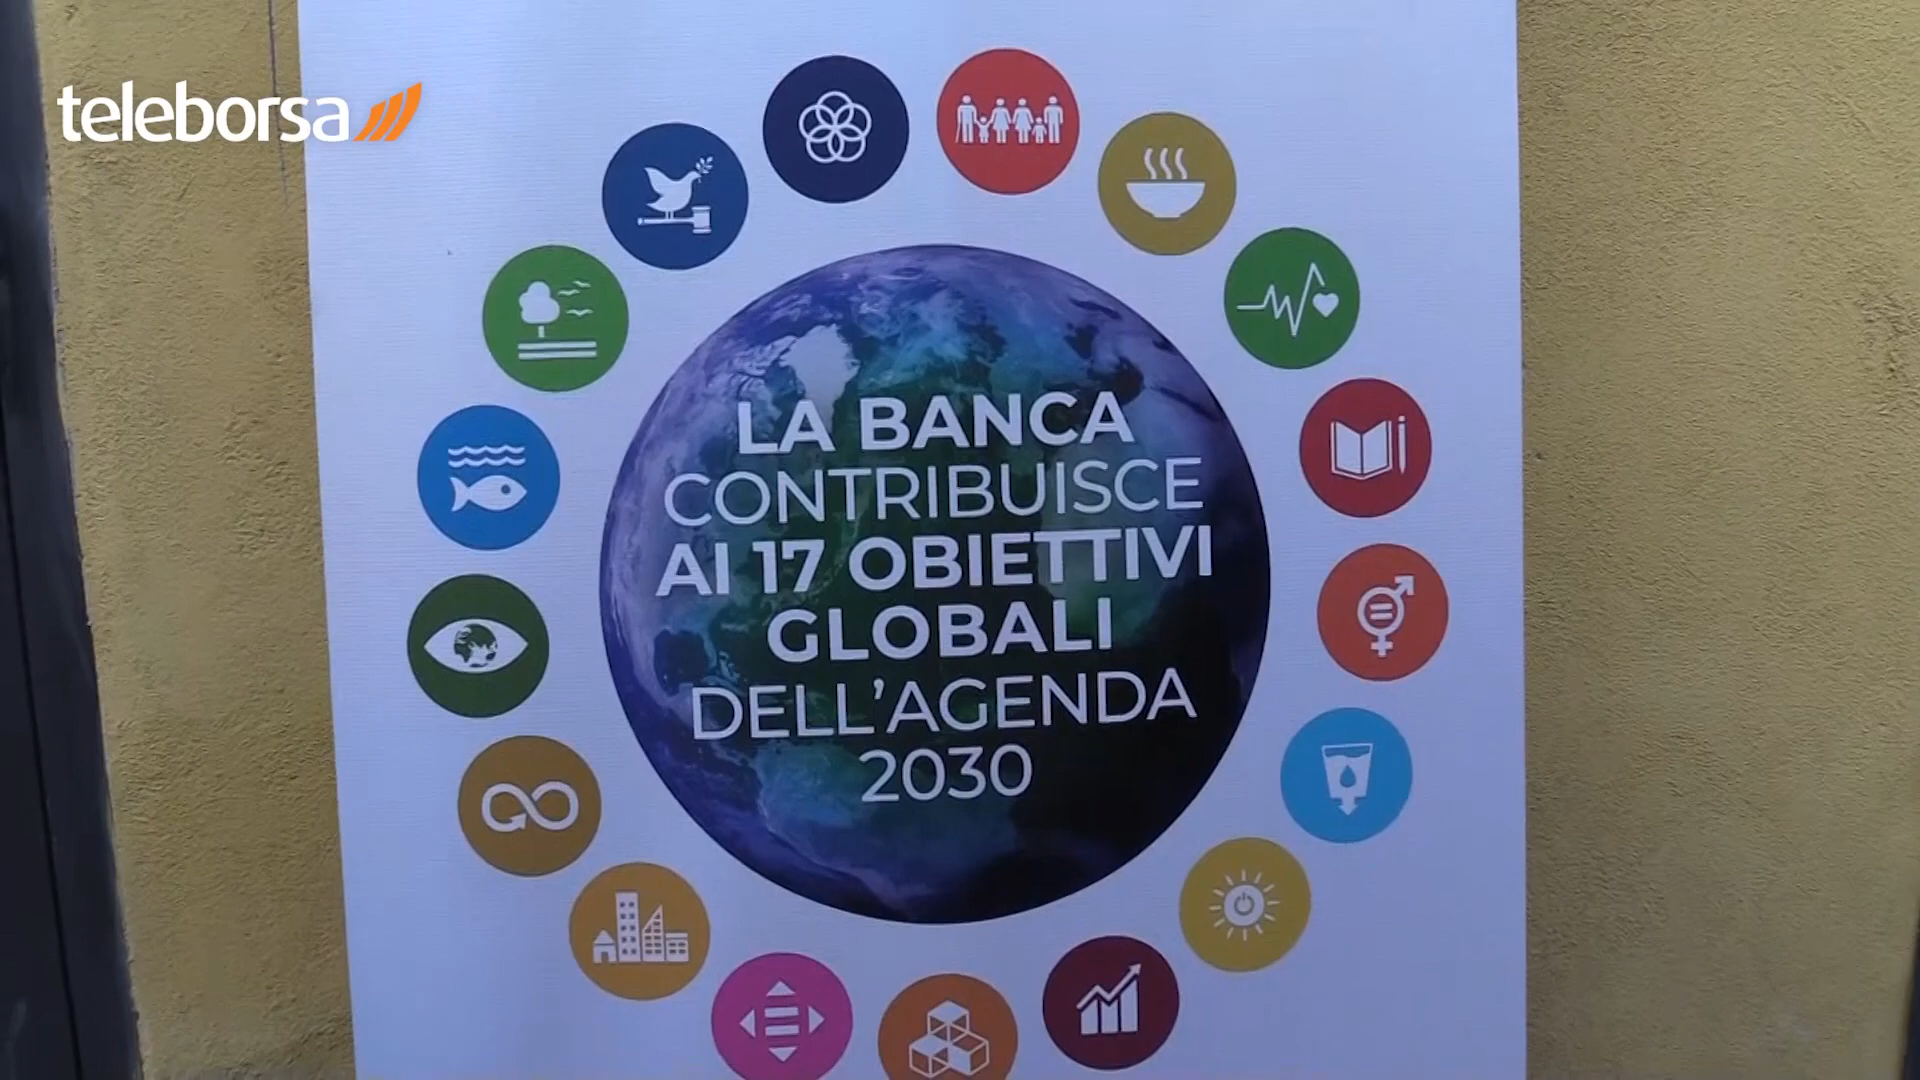 teleborsa
LA BANCA
CONTRIBUISCE
AI 17 OBIETTIVI
GLOBALI
DELL'AGENDA
2030